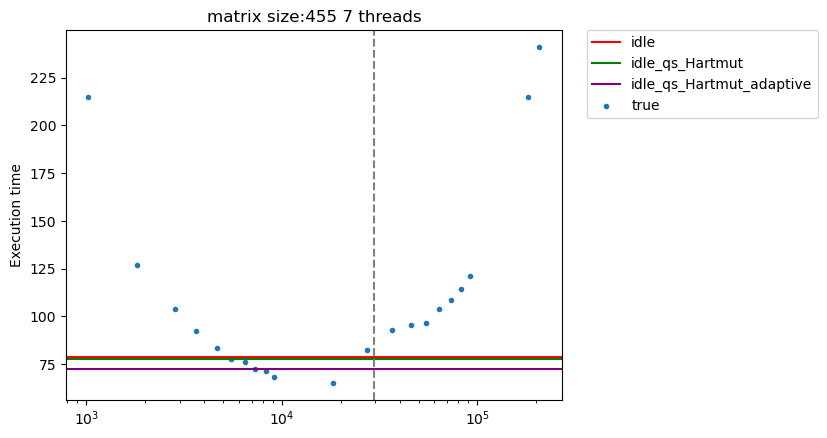 matrix size:455 7 threads
idle
idle_qs_Hartmut
idle_qs_Hartmut_adaptive
true
Execution time
225
200
175
150
125
100
75
10³
10⁴
10⁵